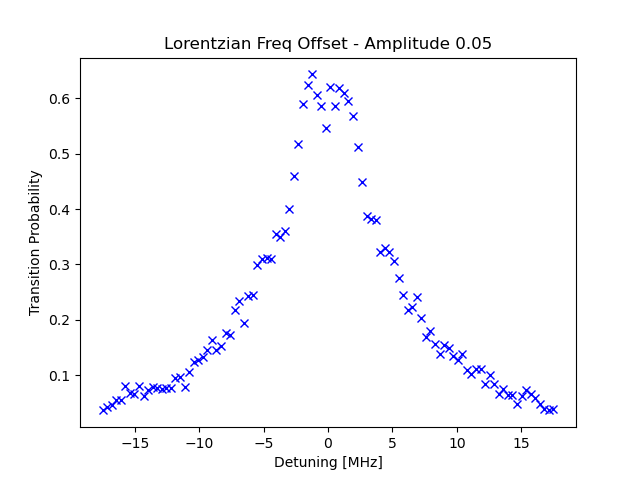 Lorentzian Freq Offset - Amplitude 0.05
0.6
0.5
0.4
0.3
0.2
0.1
Transition Probability
−15 −10 −5 0 5 10 15
Detuning [MHz]